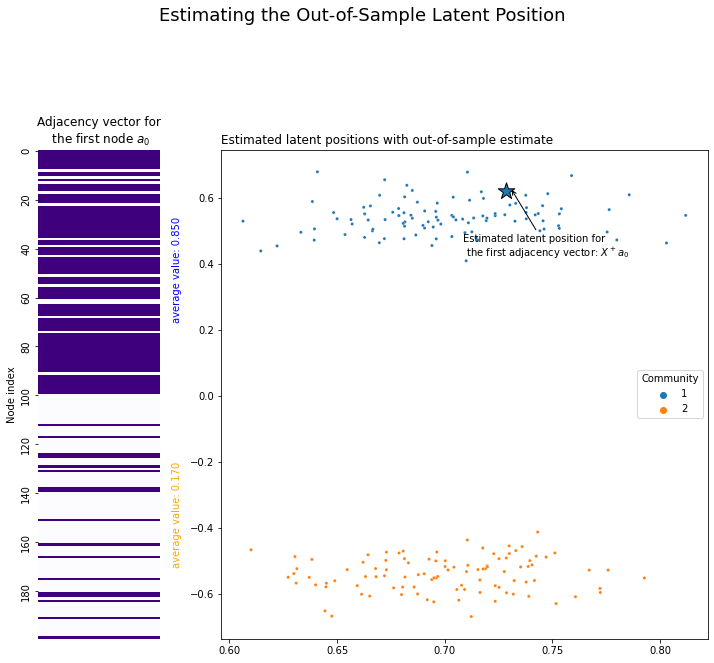 Estimating the Out-of-Sample Latent Position
Adjacency vector for
the first node a₀
Node index
0
20
40
60
80
100
120
140
160
180
average value: 0.850
average value: 0.170
Estimated latent positions with out-of-sample estimate
0.6
0.4
0.2
0.0
−0.2
−0.4
−0.6
0.60
0.65
0.70
0.75
0.80
Estimated latent position for
the first adjacency vector: X⁺a₀
Community
1
2